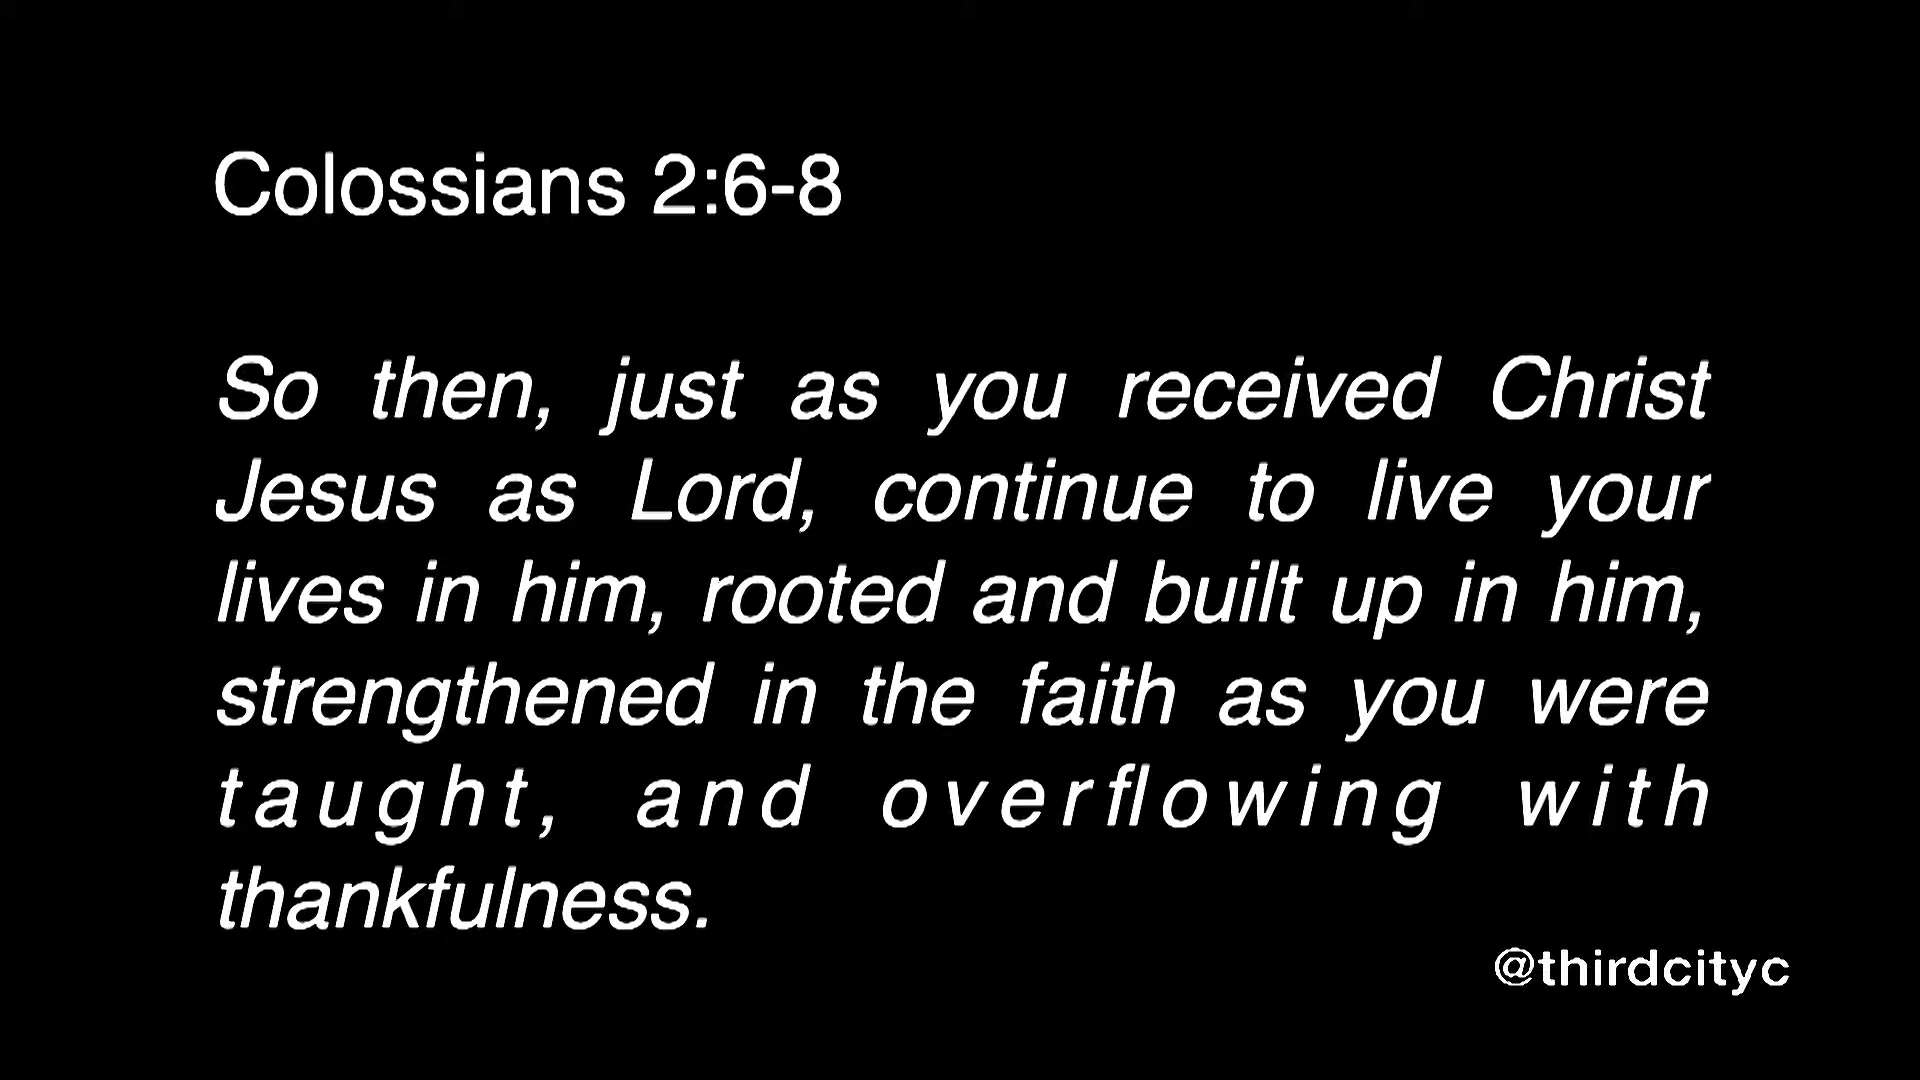 Colossians 2:6-8
So then, just as you received Christ
Jesus as Lord, continue to live your
lives in him, rooted and built up in him,
strengthened in the faith as you were
taught, and overflowing with
thankfulness.
@thirdcityc